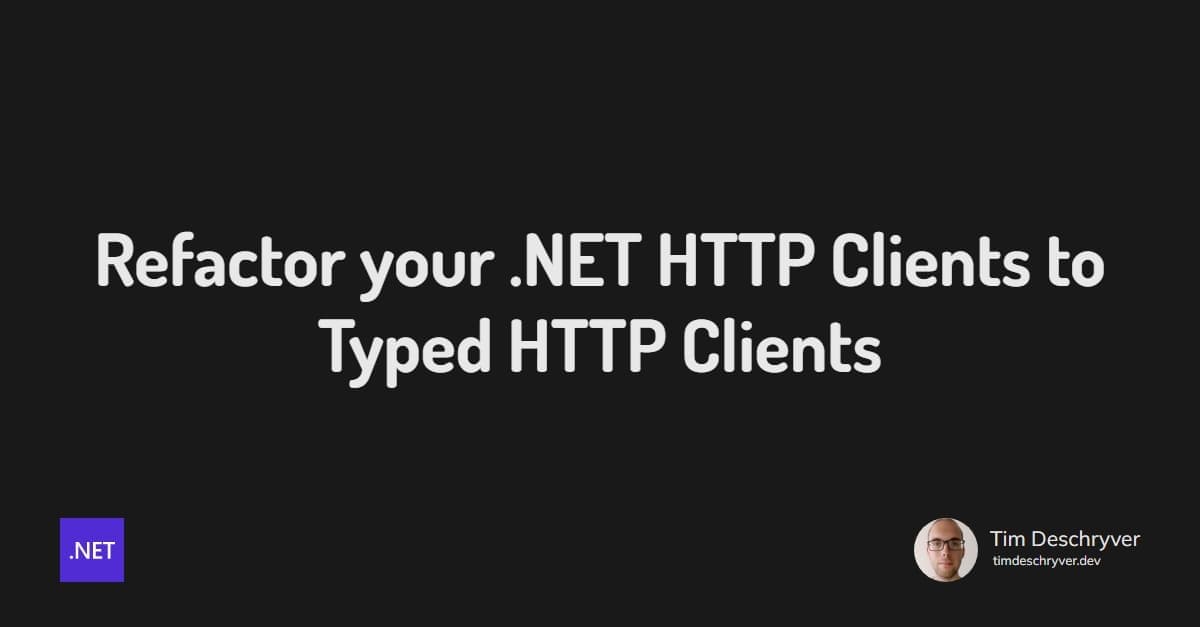 Refactor your .NET HTTP Clients to
Typed HTTP Clients
.NET
Tim Deschryver
timdeschryver.dev